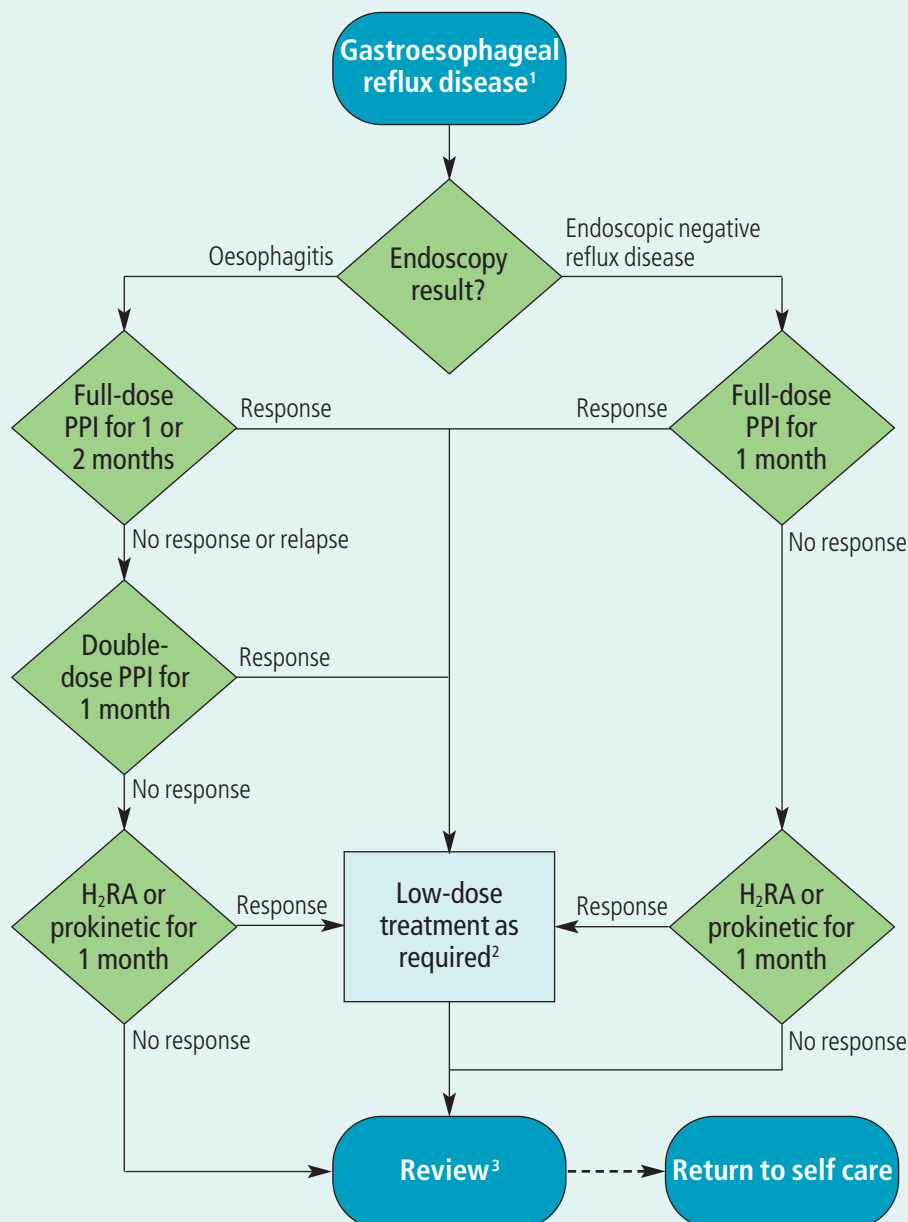 Gastroesophageal
reflux disease¹
Endoscopy
result?
Oesophagitis
Endoscopic negative
reflux disease
Full-dose
PPI for 1 or
2 months
Response
Response
Full-dose
PPI for
1 month
No response or relapse
No response
Double-
dose PPI for
1 month
Response
No response
H₂RA or
prokinetic for
1 month
Response
Low-dose
treatment as
required²
Response
H₂RA or
prokinetic for
1 month
No response
No response
Review³
Return to self care